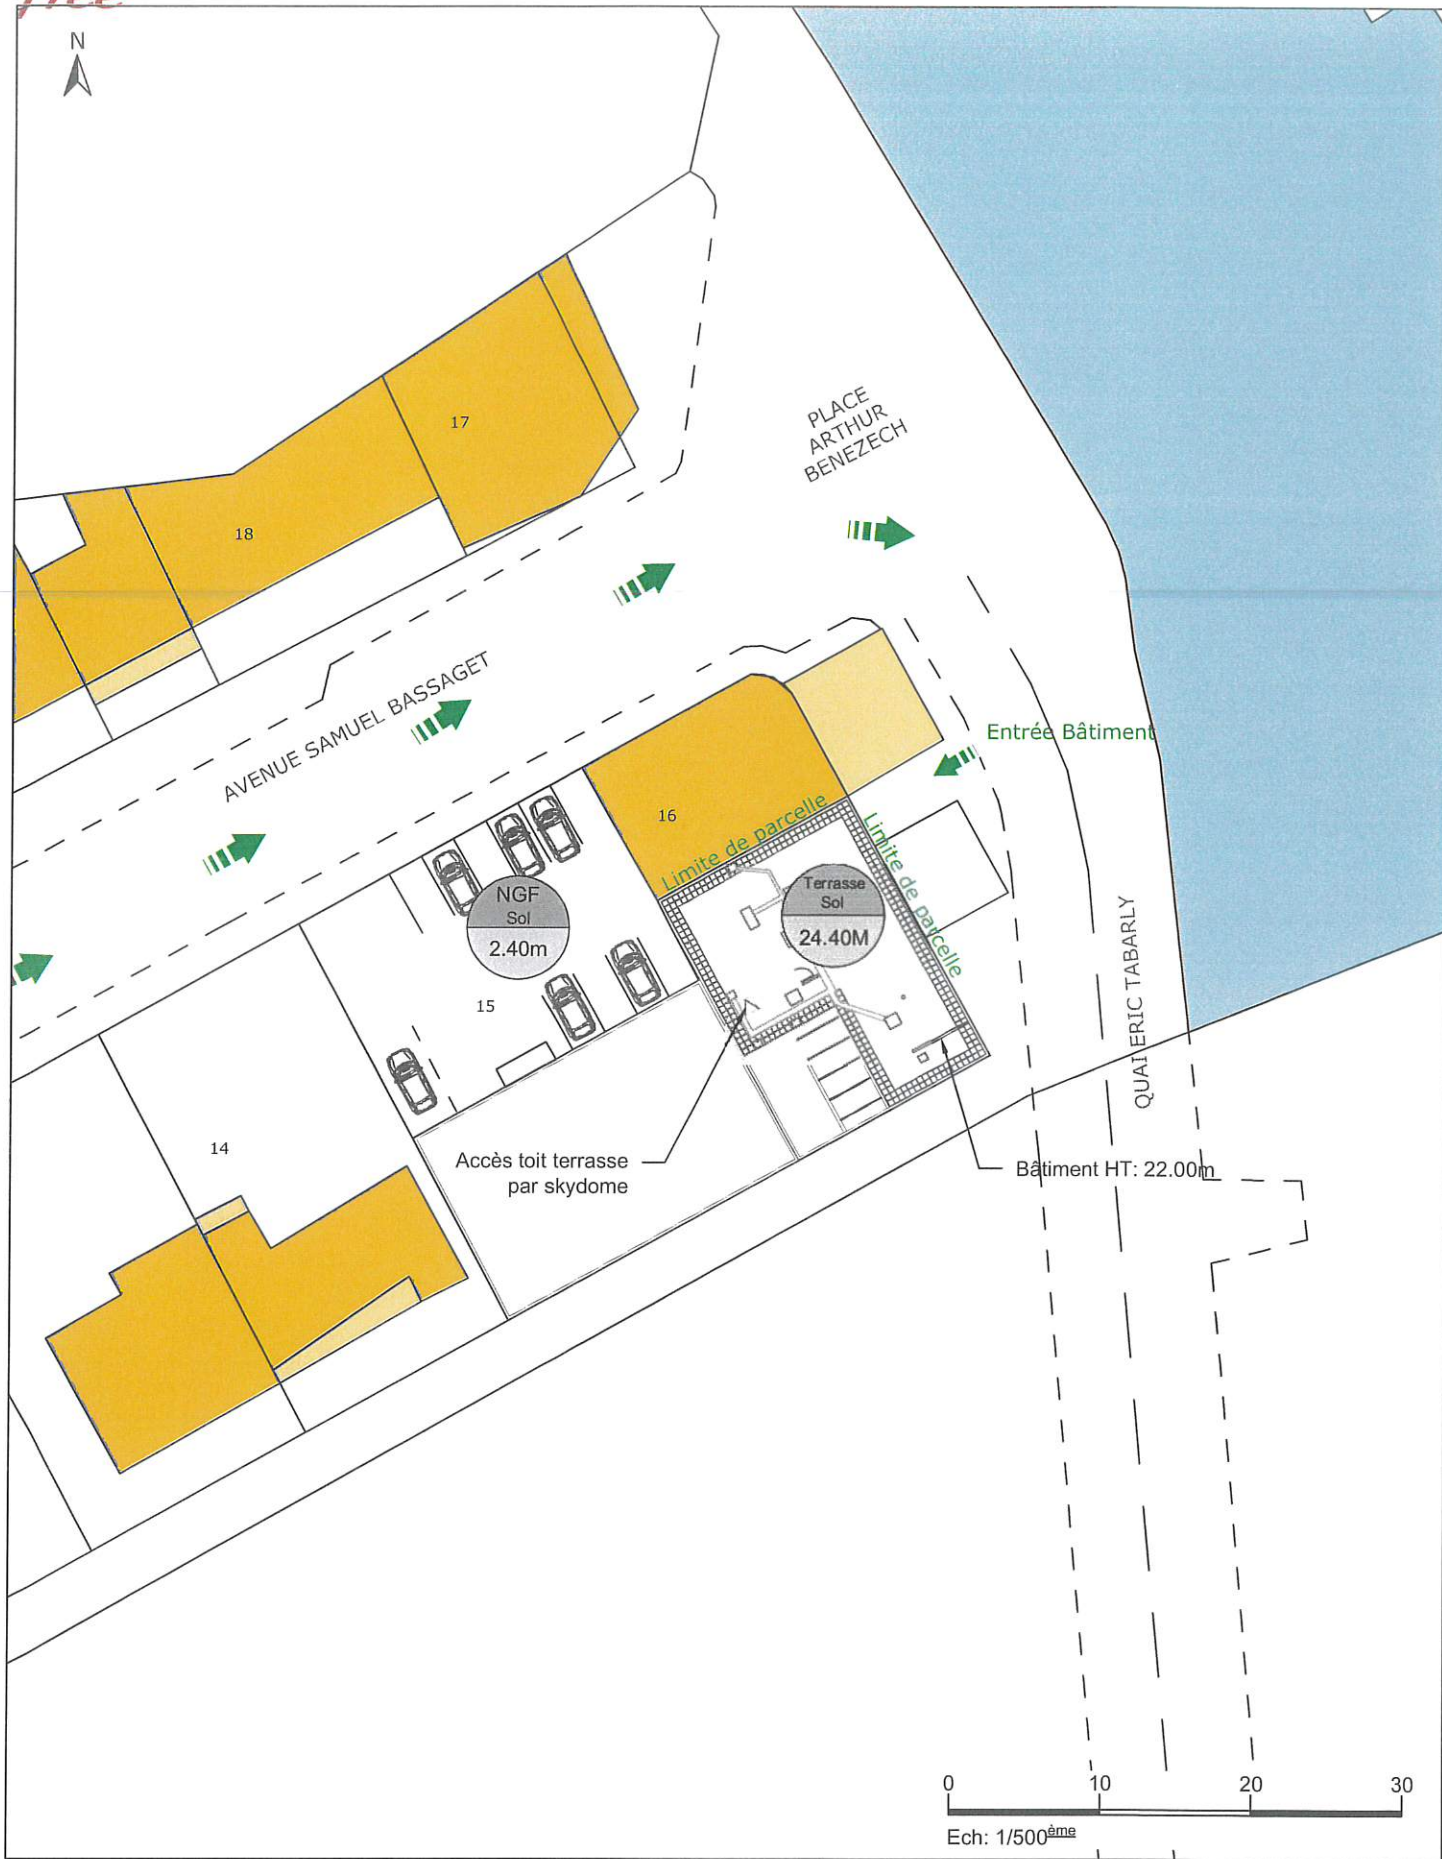 N
17
PLACE
ARTHUR
BENEZECH
18
AVENUE SAMUEL BASSAGET
Entrée Bâtiment
16
Limite de parcelle
Limite de parcelle
NGF
Sol
2.40m
Terrasse
Sol
24.40M
15
QUAI ERIC TABARLY
14
Accès toit terrasse
par skydome
Bâtiment HT: 22.00m
0 10 20 30
Ech: 1/500ème